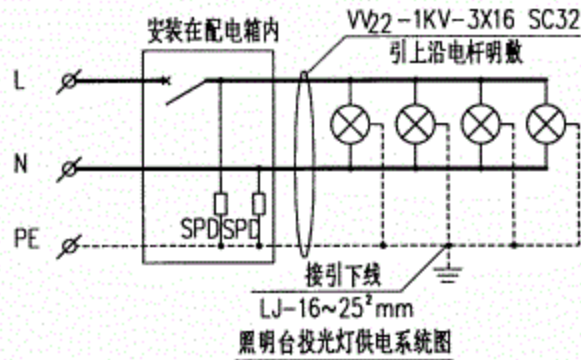 安装在配电箱内
VV22-1KV-3X16 SC32
引上沿电杆明敷
L
N
SPD SPD
PE
接引下线
LJ-16~25²mm
照明台投光灯供电系统图